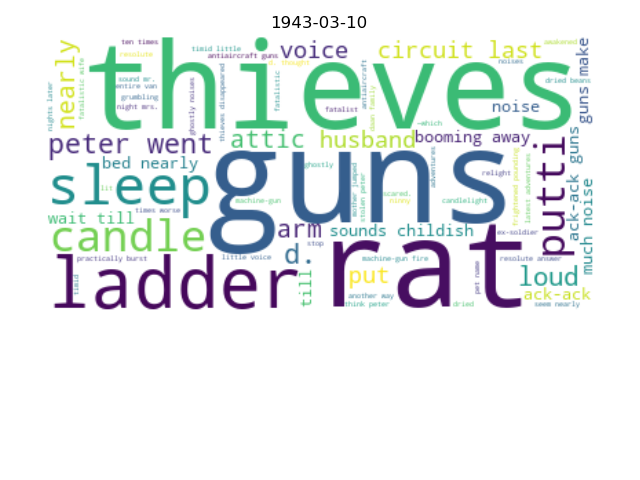 1943-03-10
ten times
timid little
voice
circuit last
awakened
resolute
antiaircraft guns
nearly
thieves
guns make
fatalistic wife
sound mr.
entire van
grumbling
night mrs.
nights later
ghostly noises
thieves disappeared
fatalistic
fatalist
antiaircraft
daan family
noises
dried beans
noise
-which
peter went
attic
husband
booming away
bed nearly
sleep
guns
putti
ack-ack guns
much noise
ghostly
mother jumped
stolen peter
scared.
sunny
adventures
candlelight
frightened
relight
latest adventures
machine-gun
wait till
times worse
candle
arm
sounds childish
ex-soldier
practically burst
little voice
d.
stop
machine-gun fire
resolute answer
timid
ladder
till
rat
put
pet name
loud
another way
think peter
dried
ack-ack
seem nearly